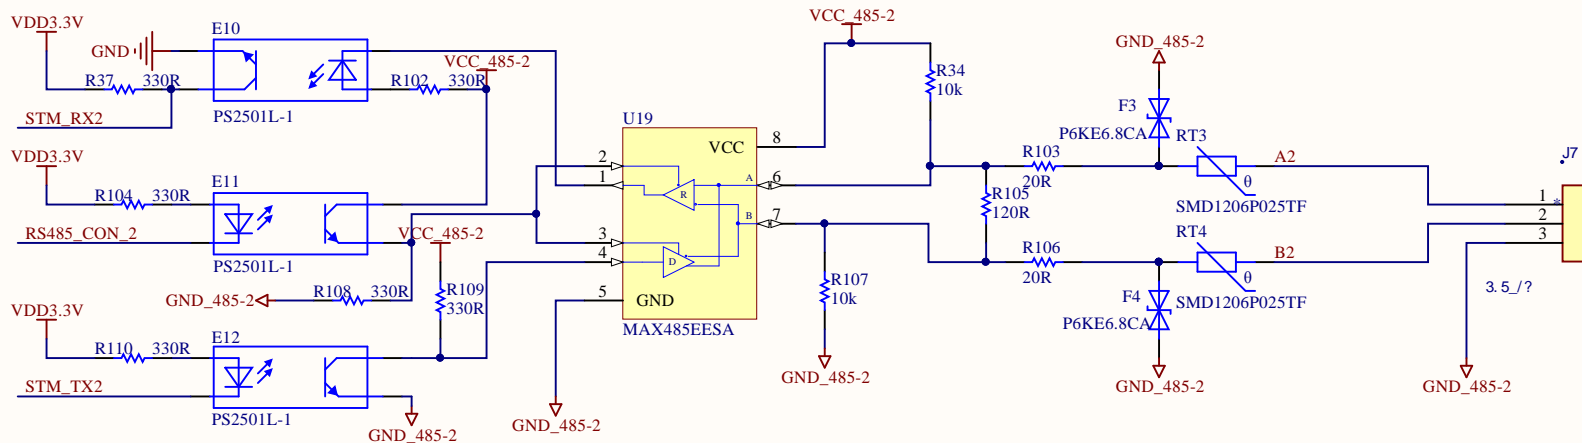 VDD3.3V
E10
GND
VCC_485-2
R37 330R
R102 330R
STM_RX2
PS2501L-1
VDD3.3V
E11
R104 330R
RS485_CON_2
PS2501L-1
VCC_485-2
GND_485-2
R108 330R
R109
330R
VDD3.3V
E12
R110 330R
STM_TX2
PS2501L-1
GND_485-2
U19
VCC
8
2
1
R
A
6
B
7
3
4
D
5
GND
MAX485EESA
GND_485-2
VCC_485-2
R34
10k
R107
10k
GND_485-2
R103
20R
R105
120R
R106
20R
GND_485-2
F3
P6KE6.8CA
RT3
θ
SMD1206P025TF
A2
F4
P6KE6.8CA
RT4
θ
SMD1206P025TF
B2
GND_485-2
J7
1
*
2
3
3.5_/?
GND_485-2